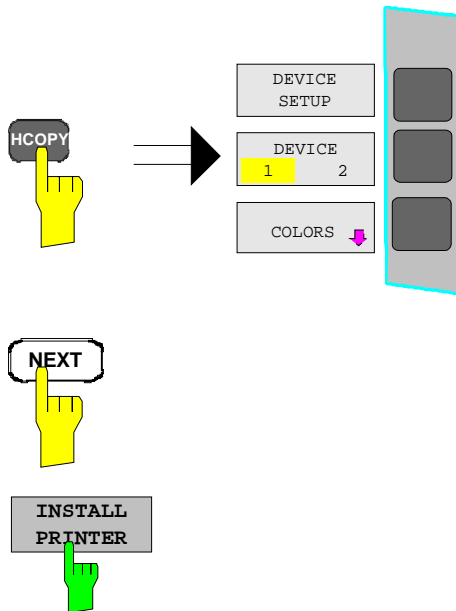 HCOPY
DEVICE
SETUP
DEVICE
1 2
COLORS
NEXT
INSTALL
PRINTER